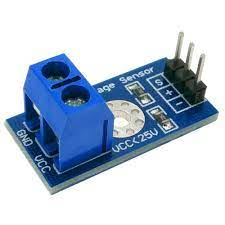 age Sensor
S
+
-
GND
VCC
VCC<25V